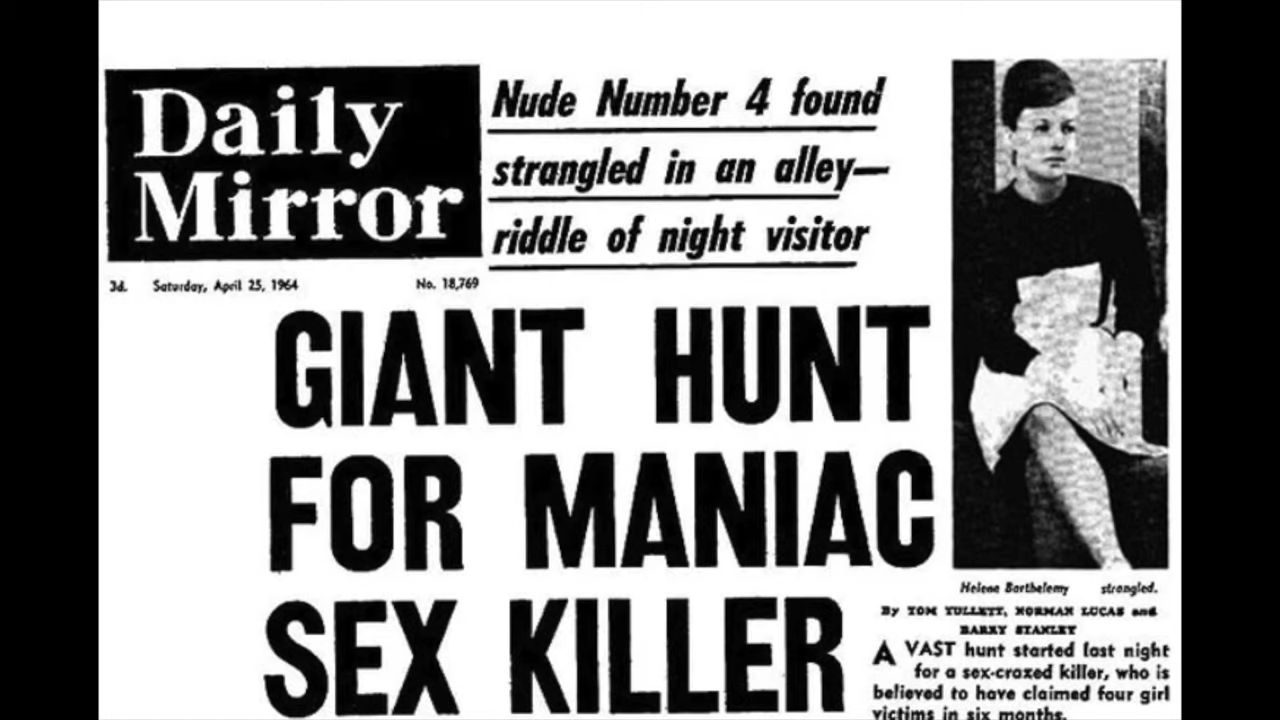 Daily
Mirror
Nude Number 4 found
strangled in an alley—
riddle of night visitor
3d. Saturday, April 25, 1964 No. 18,769
GIANT HUNT
FOR MANIAC
SEX KILLER
Helene Barthelemy strangled.
By TOM TULLETT, NORMAN LUCAS and
BARRY STANLEY
A VAST hunt started last night
for a sex-crazed killer, who is
believed to have claimed four girl
victims in six months.